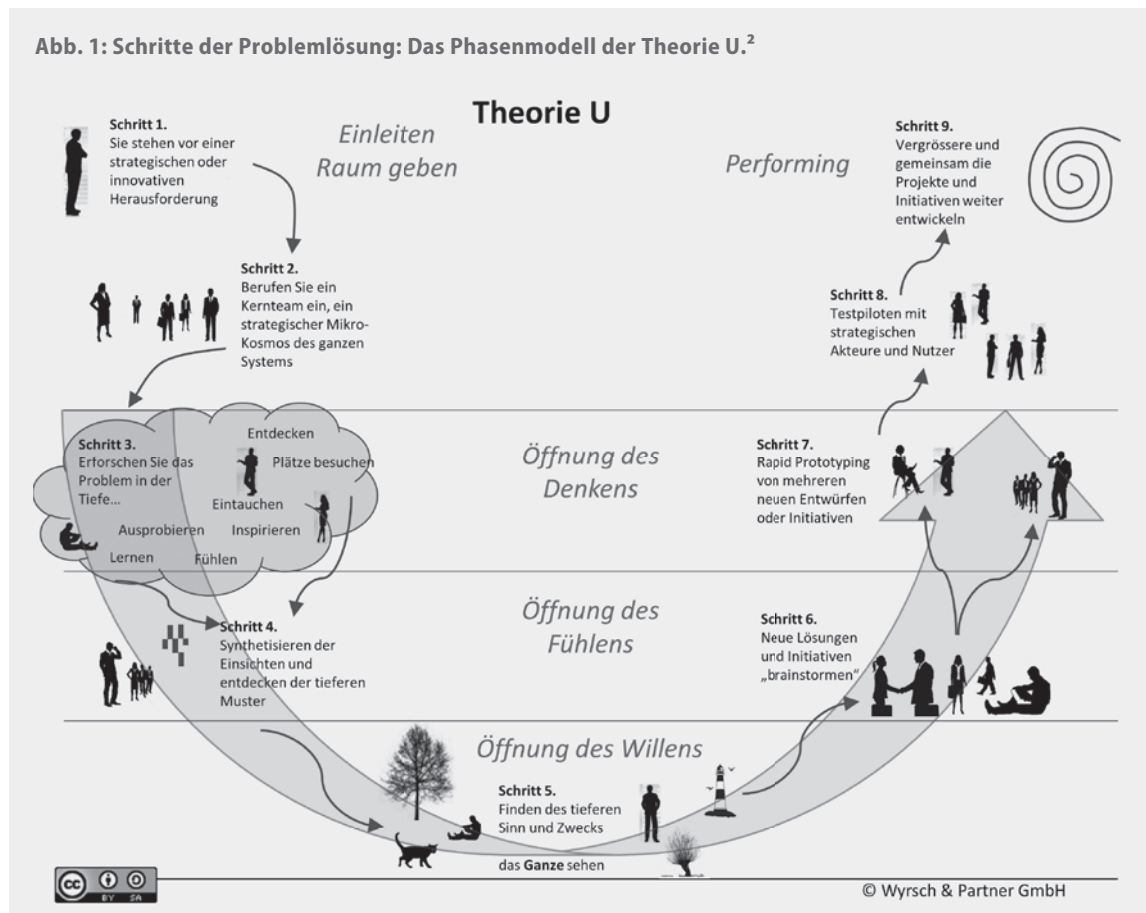 Abb. 1: Schritte der Problemlösung: Das Phasenmodell der Theorie U.²
Theorie U
Schritt 1.
Sie stehen vor einer
strategischen oder
innovativen
Herausforderung
Einleiten
Raum geben
Performing
Schritt 9.
Vergrössere und
gemeinsam die
Projekte und
Initiativen weiter
entwickeln
Schritt 2.
Berufen Sie ein
Kernteam ein, ein
strategischer Mikro-
Kosmos des ganzen
Systems
Schritt 8.
Testpiloten mit
strategischen
Akteure und Nutzer
Schritt 3.
Erforschen Sie das
Problem in der
Tiefe...
Entdecken
Plätze besuchen
Eintauchen
Ausprobieren
Inspirieren
Lernen
Fühlen
Öffnung des
Denkens
Schritt 7.
Rapid Prototyping
von mehreren
neuen Entwürfen
oder Initiativen
Schritt 4.
Synthetisieren der
Einsichten und
entdecken der tieferen
Muster
Öffnung des
Fühlens
Schritt 6.
Neue Lösungen
und Initiativen
„brainstormen“
Öffnung des Willens
Schritt 5.
Finden des tieferen
Sinn und Zwecks
das Ganze sehen
cc
BY SA
© Wyrsch & Partner GmbH